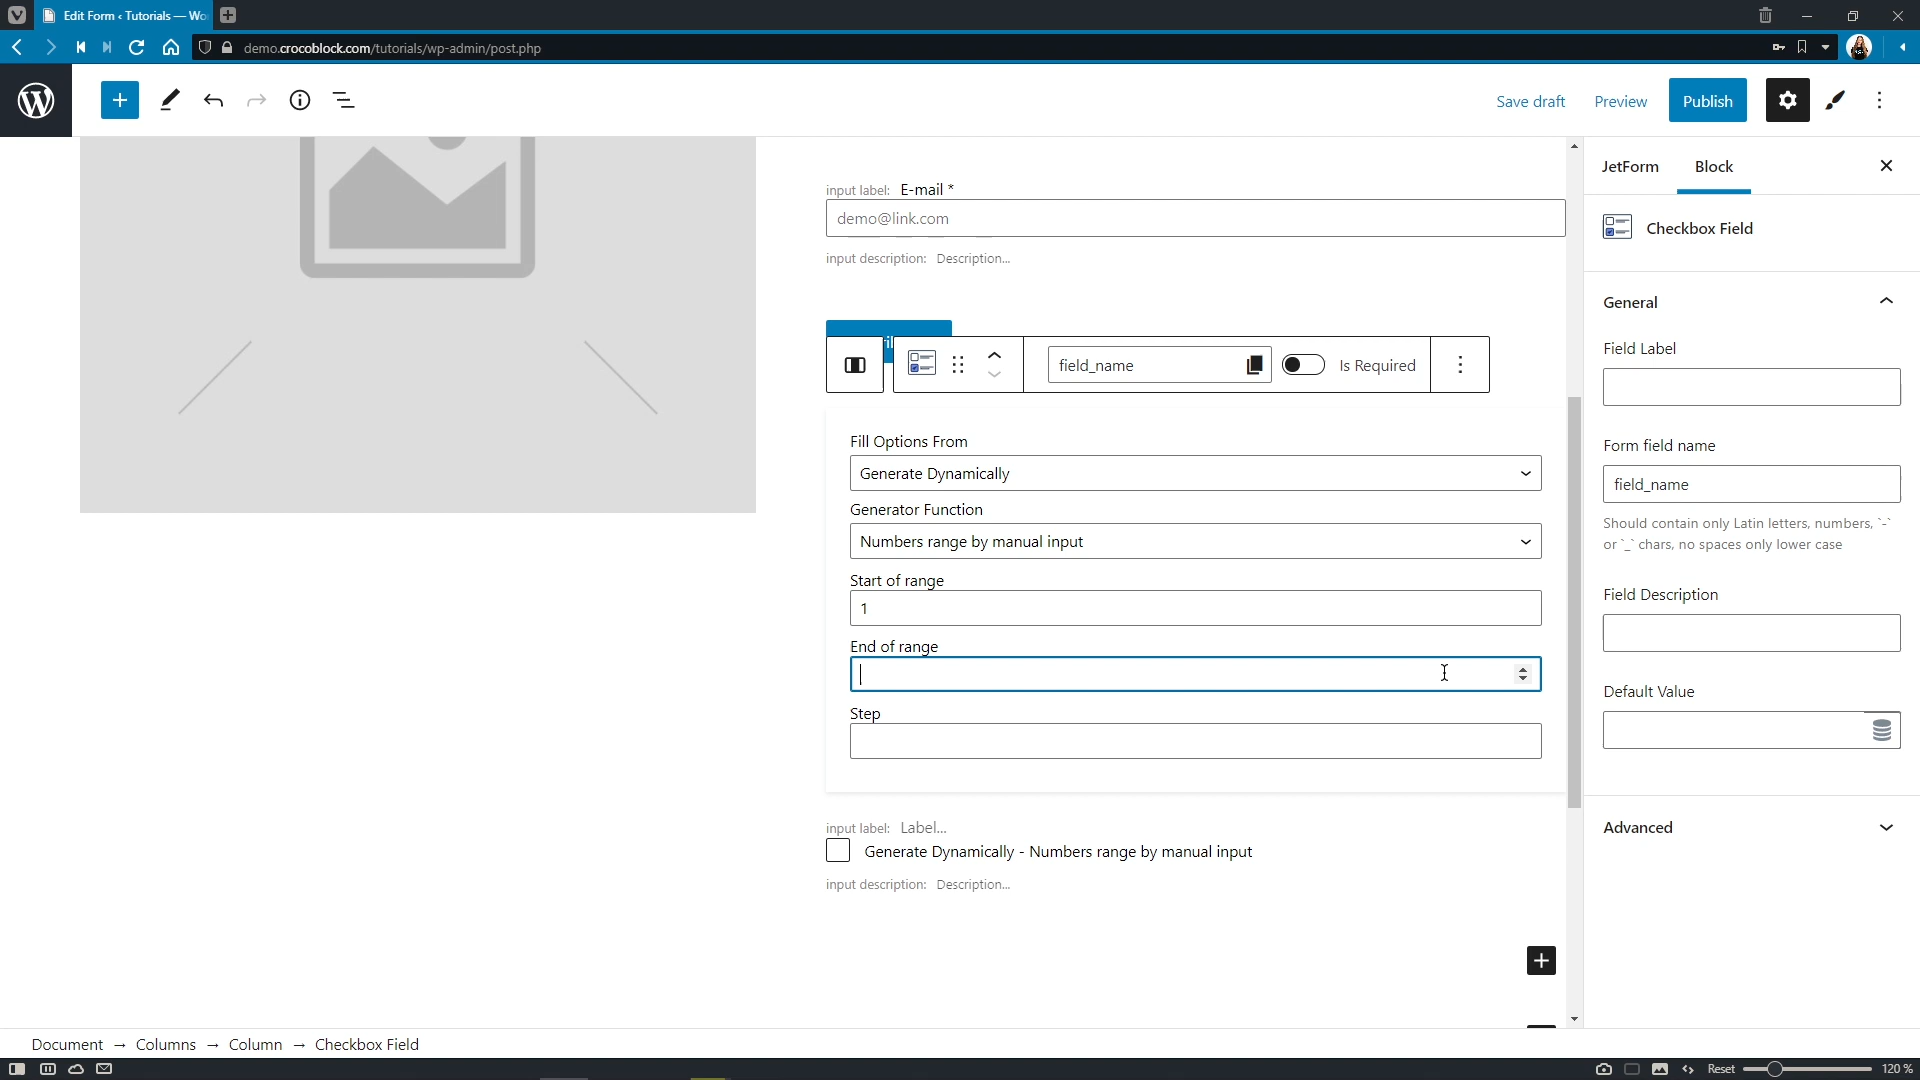 Edit Form ‹ Tutorials — Wo
demo.crocoblock.com/tutorials/wp-admin/post.php
Save draft
Preview
Publish
input label: E-mail *
demo@link.com
input description: Description...
field_name
Is Required
Fill Options From
Generate Dynamically
Generator Function
Numbers range by manual input
Start of range
1
End of range
Step
input label: Label...
Generate Dynamically - Numbers range by manual input
input description: Description...
JetForm
Block
Checkbox Field
General
Field Label
Form field name
field_name
Should contain only Latin letters, numbers, `-`
or `_` chars, no spaces only lower case
Field Description
Default Value
Advanced
Document → Columns → Column → Checkbox Field
Reset
120 %